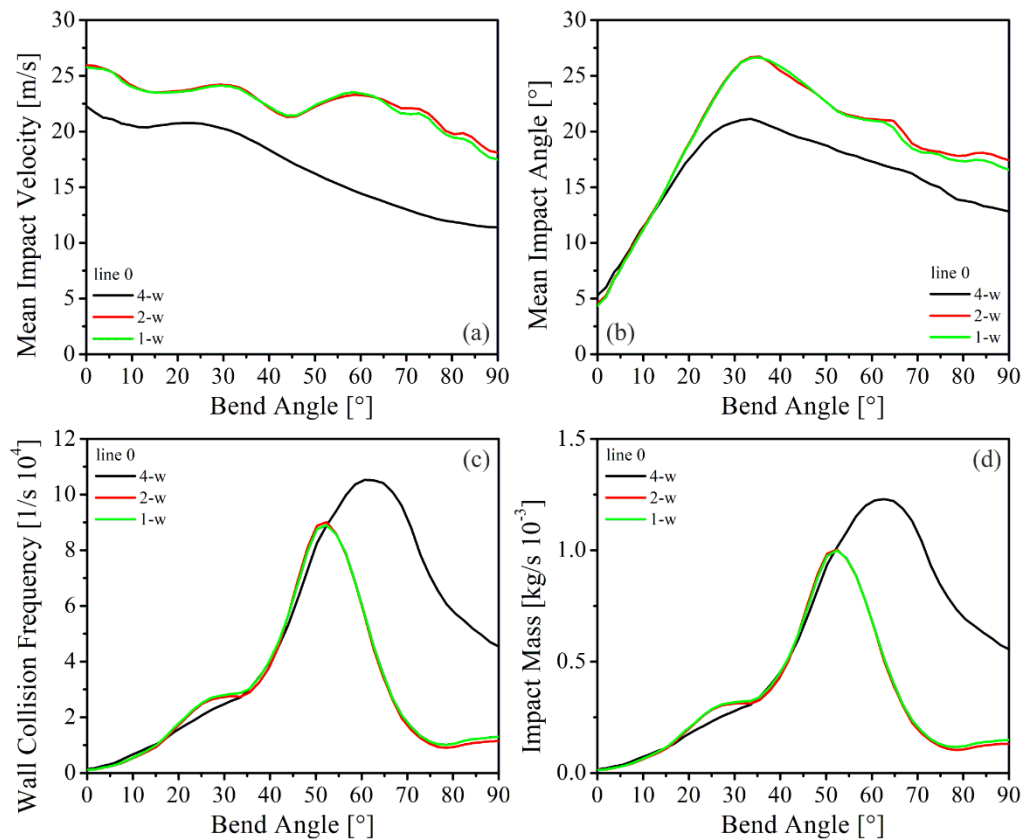 Mean Impact Velocity [m/s]
30
25
20
15
10
5
0
line 0
4-w
2-w
1-w
(a)
0 10 20 30 40 50 60 70 80 90
Bend Angle [°]
Mean Impact Angle [°]
30
25
20
15
10
5
0
(b)
line 0
4-w
2-w
1-w
0 10 20 30 40 50 60 70 80 90
Bend Angle [°]
Wall Collision Frequency [1/s 10⁴]
12
10
8
6
4
2
0
line 0
4-w
2-w
1-w
(c)
0 10 20 30 40 50 60 70 80 90
Bend Angle [°]
Impact Mass [kg/s 10⁻³]
1.5
1.0
0.5
0.0
line 0
4-w
2-w
1-w
(d)
0 10 20 30 40 50 60 70 80 90
Bend Angle [°]